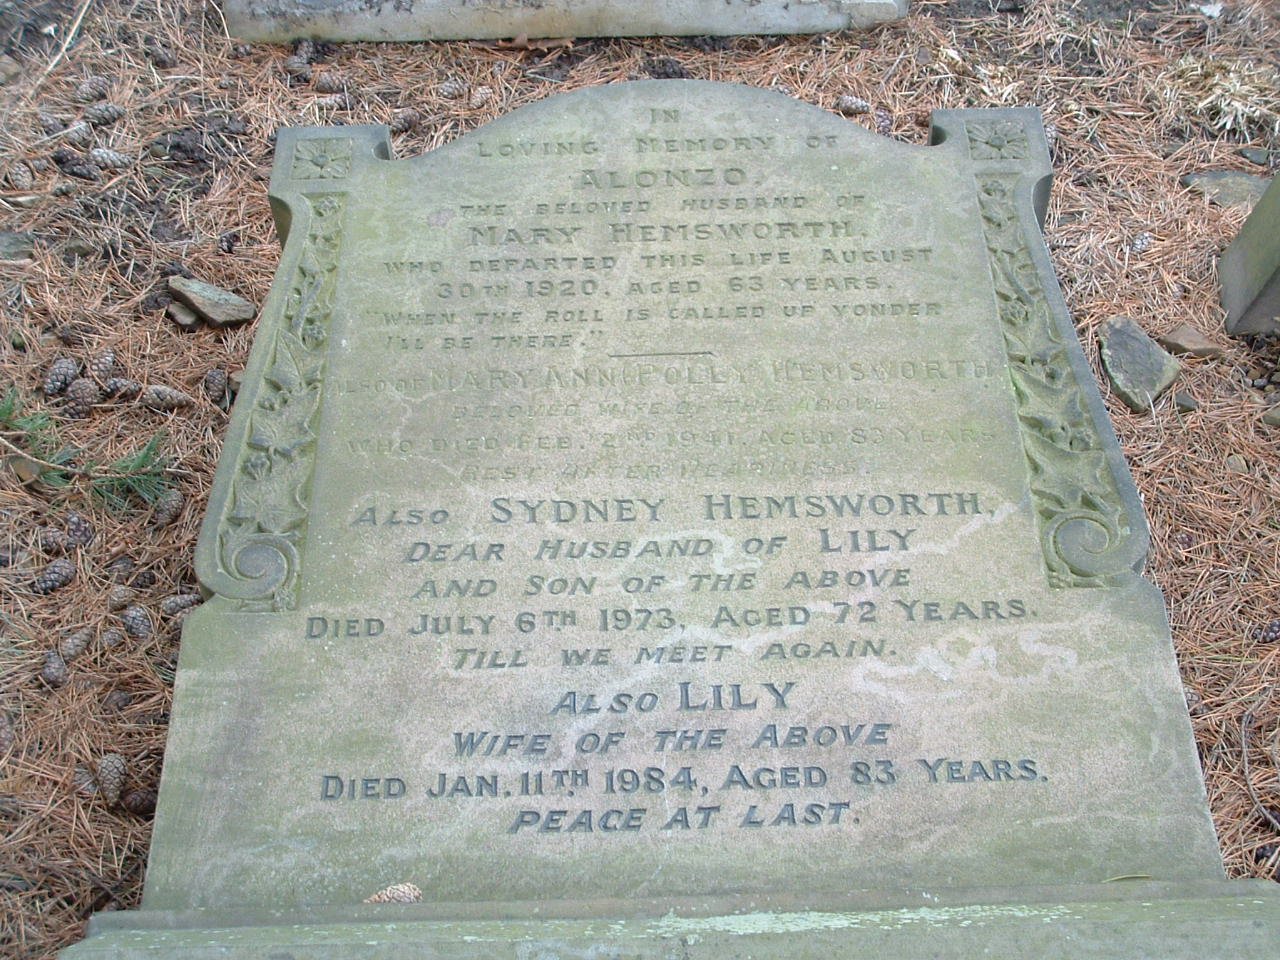 IN
LOVING MEMORY OF
ALONZO,
THE BELOVED HUSBAND OF
MARY HEMSWORTH,
WHO DEPARTED THIS LIFE AUGUST
30TH 1920, AGED 63 YEARS.
"WHEN THE ROLL IS CALLED UP YONDER
I'LL BE THERE."
ALSO OF MARY ANN (POLLY) HEMSWORTH
BELOVED WIFE OF THE ABOVE
WHO DIED FEB. 2ND 1941, AGED 83 YEARS
REST AFTER WEARINESS.
ALSO SYDNEY HEMSWORTH,
DEAR HUSBAND OF LILY
AND SON OF THE ABOVE
DIED JULY 6TH 1973, AGED 72 YEARS.
TILL WE MEET AGAIN.
ALSO LILY
WIFE OF THE ABOVE
DIED JAN. 11TH 1984, AGED 83 YEARS.
PEACE AT LAST.